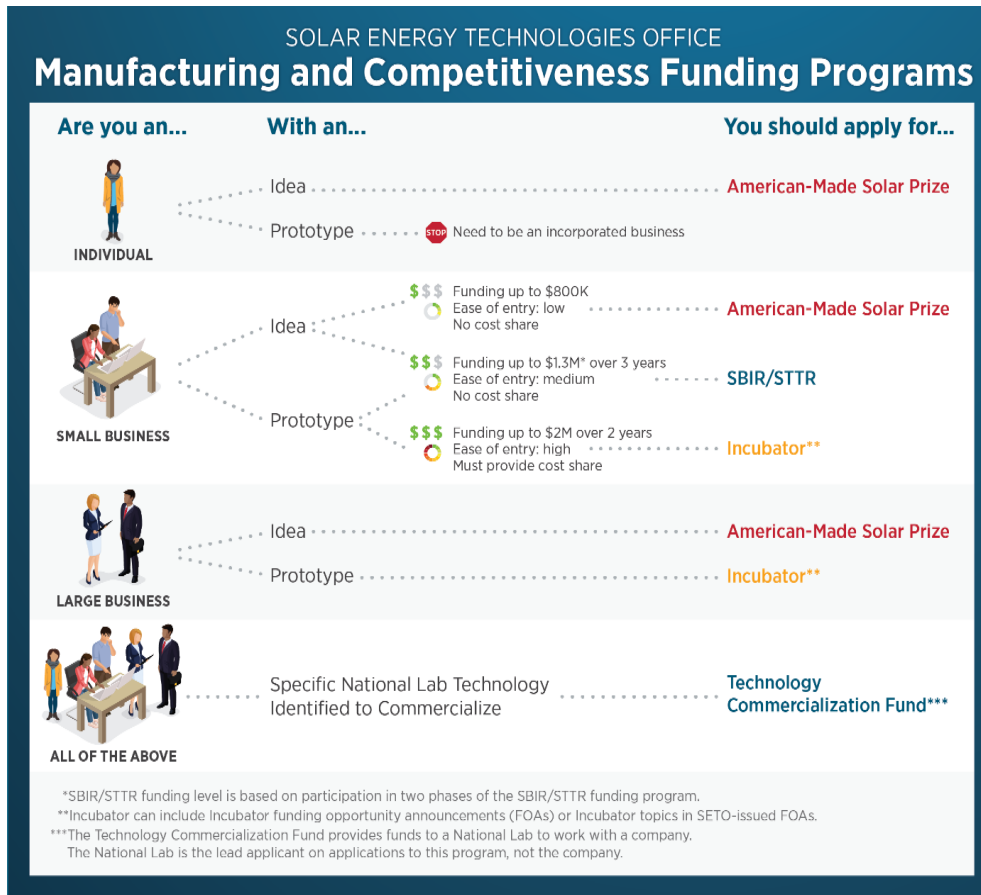 SOLAR ENERGY TECHNOLOGIES OFFICE
Manufacturing and Competitiveness Funding Programs
Are you an...
With an...
You should apply for...
INDIVIDUAL
Idea
American-Made Solar Prize
Prototype
STOP
Need to be an incorporated business
SMALL BUSINESS
Idea
$$$
Funding up to $800K
Ease of entry: low
No cost share
American-Made Solar Prize
$$$
Funding up to $1.3M* over 3 years
Ease of entry: medium
No cost share
SBIR/STTR
Prototype
$$$
Funding up to $2M over 2 years
Ease of entry: high
Must provide cost share
Incubator**
LARGE BUSINESS
Idea
American-Made Solar Prize
Prototype
Incubator**
ALL OF THE ABOVE
Specific National Lab Technology
Identified to Commercialize
Technology
Commercialization Fund***
*SBIR/STTR funding level is based on participation in two phases of the SBIR/STTR funding program.
**Incubator can include Incubator funding opportunity announcements (FOAs) or Incubator topics in SETO-issued FOAs.
***The Technology Commercialization Fund provides funds to a National Lab to work with a company.
The National Lab is the lead applicant on applications to this program, not the company.